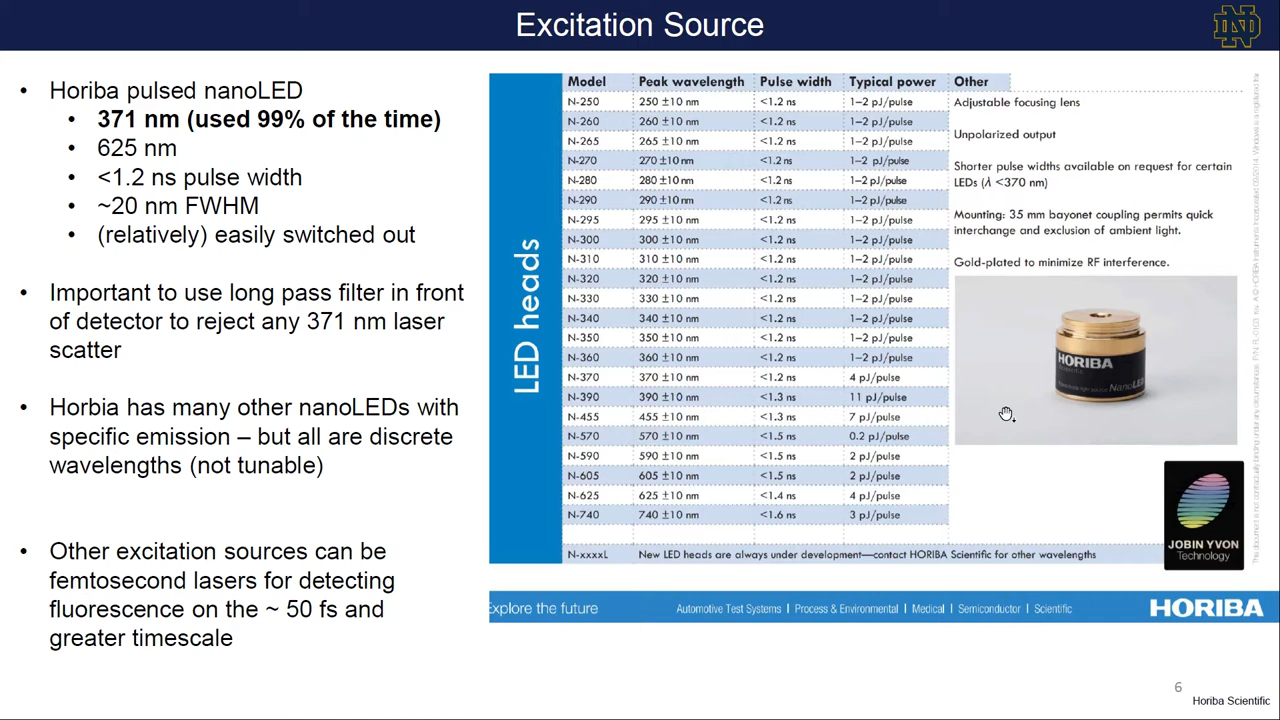 Excitation Source
• Horiba pulsed nanoLED
• 371 nm (used 99% of the time)
• 625 nm
• <1.2 ns pulse width
• ~20 nm FWHM
• (relatively) easily switched out
• Important to use long pass filter in front
of detector to reject any 371 nm laser
scatter
• Horbia has many other nanoLEDs with
specific emission – but all are discrete
wavelengths (not tunable)
• Other excitation sources can be
femtosecond lasers for detecting
fluorescence on the ~ 50 fs and
greater timescale
LED heads
Model Peak wavelength Pulse width Typical power Other
N-250 250 ±10 nm <1.2 ns 1–2 pJ/pulse
N-260 260 ±10 nm <1.2 ns 1–2 pJ/pulse
N-265 265 ±10 nm <1.2 ns 1–2 pJ/pulse
N-270 270 ±10 nm <1.2 ns 1–2 pJ/pulse
N-280 280 ±10 nm <1.2 ns 1–2 pJ/pulse
N-290 290 ±10 nm <1.2 ns 1–2 pJ/pulse
N-295 295 ±10 nm <1.2 ns 1–2 pJ/pulse
N-300 300 ±10 nm <1.2 ns 1–2 pJ/pulse
N-310 310 ±10 nm <1.2 ns 1–2 pJ/pulse
N-320 320 ±10 nm <1.2 ns 1–2 pJ/pulse
N-330 330 ±10 nm <1.2 ns 1–2 pJ/pulse
N-340 340 ±10 nm <1.2 ns 1–2 pJ/pulse
N-350 350 ±10 nm <1.2 ns 1–2 pJ/pulse
N-360 360 ±10 nm <1.2 ns 1–2 pJ/pulse
N-370 370 ±10 nm <1.2 ns 4 pJ/pulse
N-390 390 ±10 nm <1.3 ns 11 pJ/pulse
N-455 455 ±10 nm <1.3 ns 7 pJ/pulse
N-570 570 ±10 nm <1.5 ns 0.2 pJ/pulse
N-590 590 ±10 nm <1.5 ns 2 pJ/pulse
N-605 605 ±10 nm <1.5 ns 2 pJ/pulse
N-625 625 ±10 nm <1.4 ns 4 pJ/pulse
N-740 740 ±10 nm <1.6 ns 3 pJ/pulse
N-xxxxL New LED heads are always under development—contact HORIBA Scientific for other wavelengths
Adjustable focusing lens
Unpolarized output
Shorter pulse widths available on request for certain
LEDs (λ <370 nm)
Mounting: 35 mm bayonet coupling permits quick
interchange and exclusion of ambient light.
Gold-plated to minimize RF interference.
HORIBA
NanoLED
JOBIN YVON
Technology
Explore the future Automotive Test Systems | Process & Environmental | Medical | Semiconductor | Scientific HORIBA
6
Horiba Scientific